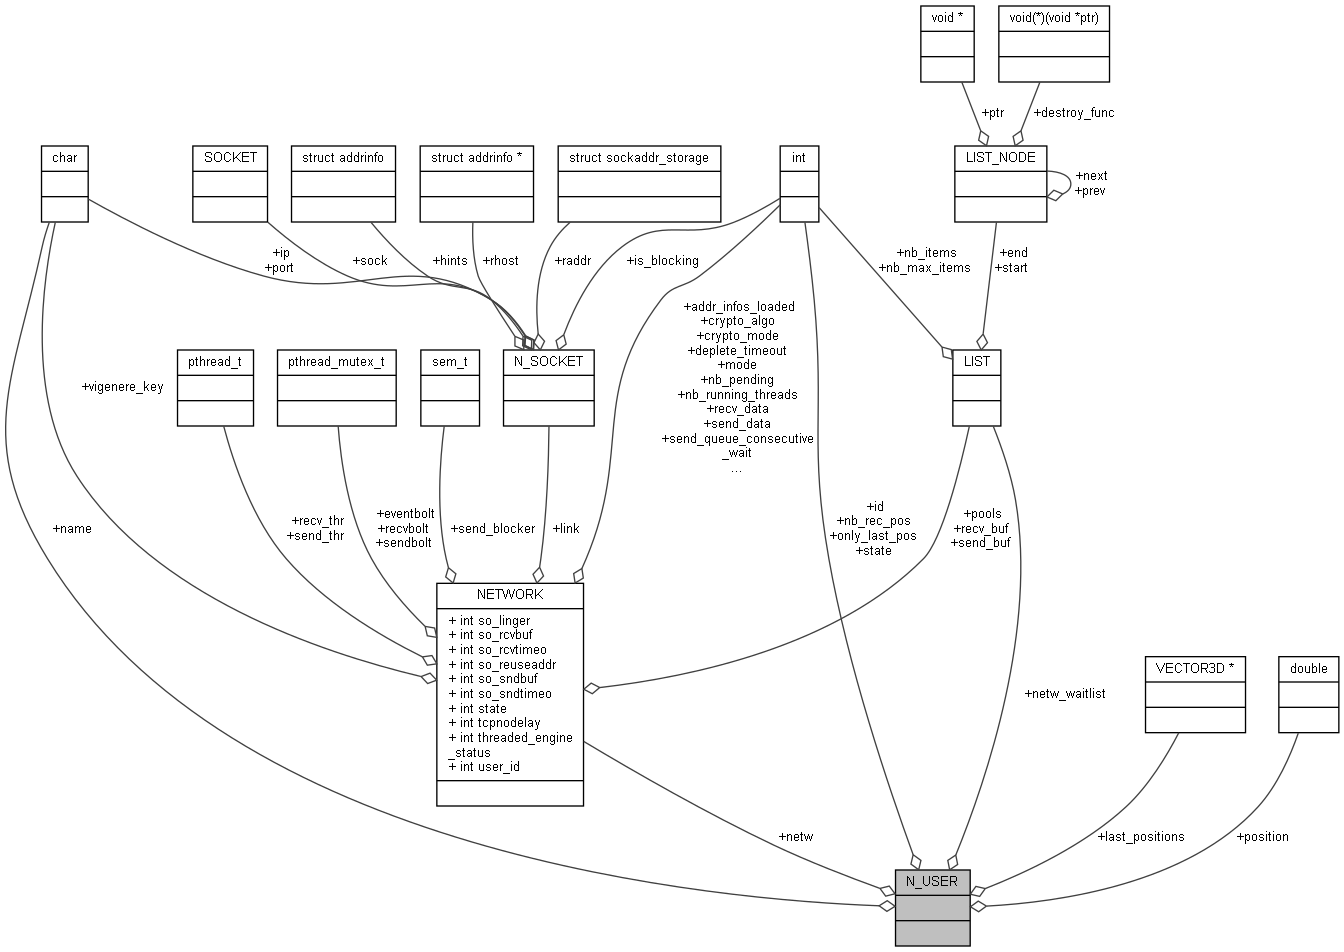 void *
void(*)(void *ptr)
+ptr
+destroy_func
char
SOCKET
struct addrinfo
struct addrinfo *
struct sockaddr_storage
int
LIST_NODE
+next
+prev
+ip
+port
+sock
+hints
+rhost
+raddr
+is_blocking
+nb_items
+nb_max_items
+end
+start
+addr_infos_loaded
+crypto_algo
+crypto_mode
+deplete_timeout
+mode
+nb_pending
+nb_running_threads
+recv_data
+send_data
+send_queue_consecutive
_wait
...
pthread_t
pthread_mutex_t
sem_t
N_SOCKET
LIST
+vigenere_key
+name
+recv_thr
+send_thr
+eventbolt
+recvbolt
+sendbolt
+send_blocker
+link
+id
+nb_rec_pos
+only_last_pos
+state
+pools
+recv_buf
+send_buf
NETWORK
+ int so_linger
+ int so_rcvbuf
+ int so_rcvtimeo
+ int so_reuseaddr
+ int so_sndbuf
+ int so_sndtimeo
+ int state
+ int tcpnodelay
+ int threaded_engine
_status
+ int user_id
+netw_waitlist
VECTOR3D *
double
+netw
+last_positions
+position
N_USER